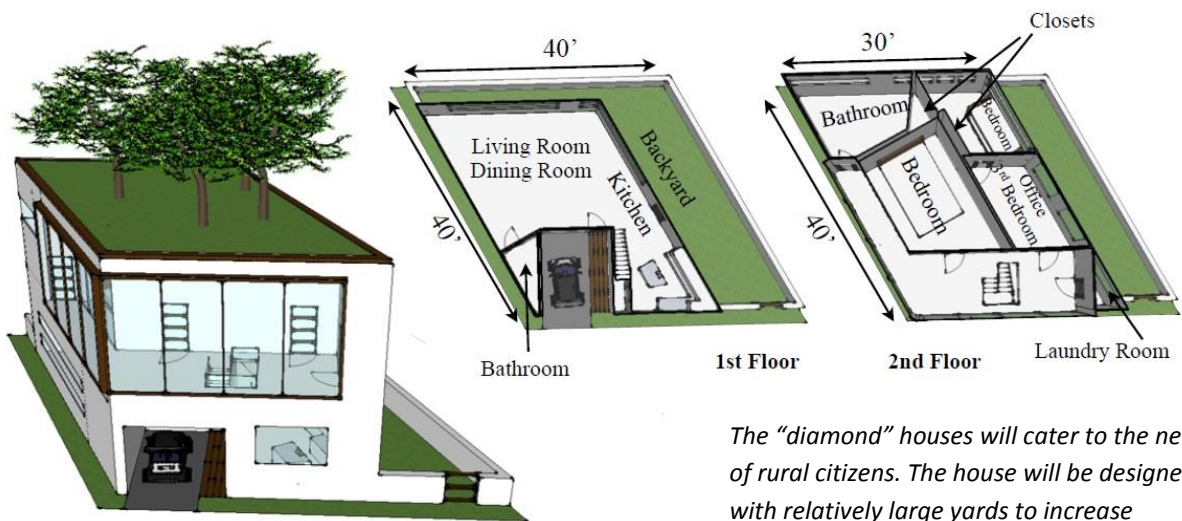 Closets
40’
30’
Living Room
Dining Room
Kitchen
Backyard
40’
Bathroom
1st Floor
Bathroom
Bedroom
Bedroom
Office
3rd Bedroom
40’
2nd Floor
Laundry Room
The “diamond” houses will cater to the ne
of rural citizens. The house will be designe
with relatively large yards to increase